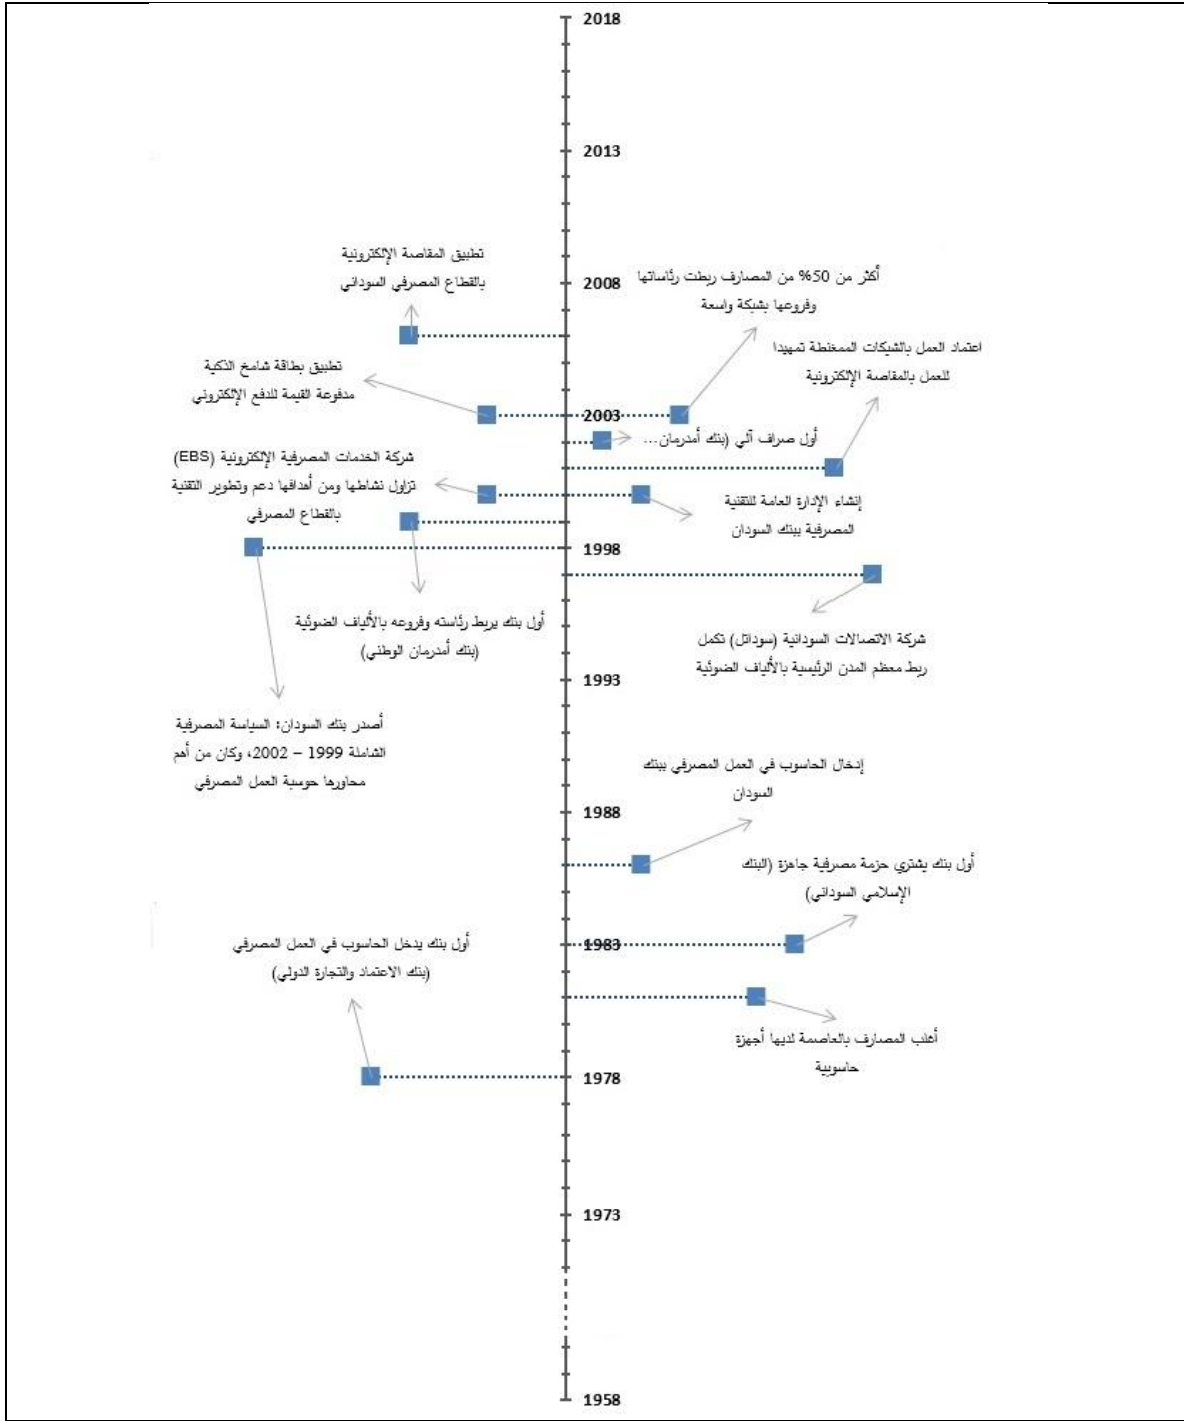 2018
2013
تطبيق المقاصة الإلكترونية
بالقطاع المصرفي السوداني
2008
أكثر من 50% من المصارف ربطت رئاساتها
وفروعها بشبكة واسعة
اعتماد العمل بالشيكات الممغنطة تمهيدا
للعمل بالمقاصة الإلكترونية
تطبيق بطاقة شامخ الذكية
مدفوعة القيمة للدفع الإلكتروني
2003
أول صراف آلي (بنك أمدرمان...
شركة الخدمات المصرفية الإلكترونية (EBS)
تزاول نشاطها ومن أهدافها دعم وتطوير التقنية
بالقطاع المصرفي
إنشاء الإدارة العامة للتقنية
المصرفية ببنك السودان
1998
أول بنك يربط رئاسته وفروعه بالألياف الضوئية
(بنك أمدرمان الوطني)
شركة الاتصالات السودانية (سوداتل) تكمل
ربط معظم المدن الرئيسية بالألياف الضوئية
1993
أصدر بنك السودان: السياسة المصرفية
الشاملة 1999 – 2002، وكان من أهم
محاورها حوسبة العمل المصرفي
إدخال الحاسوب في العمل المصرفي ببنك
السودان
1988
أول بنك يشتري حزمة مصرفية جاهزة (البنك
الإسلامي السوداني)
1983
أول بنك يدخل الحاسوب في العمل المصرفي
(بنك الاعتماد والتجارة الدولي)
أغلب المصارف بالعاصمة لديها أجهزة
حاسوبية
1978
1973
1958